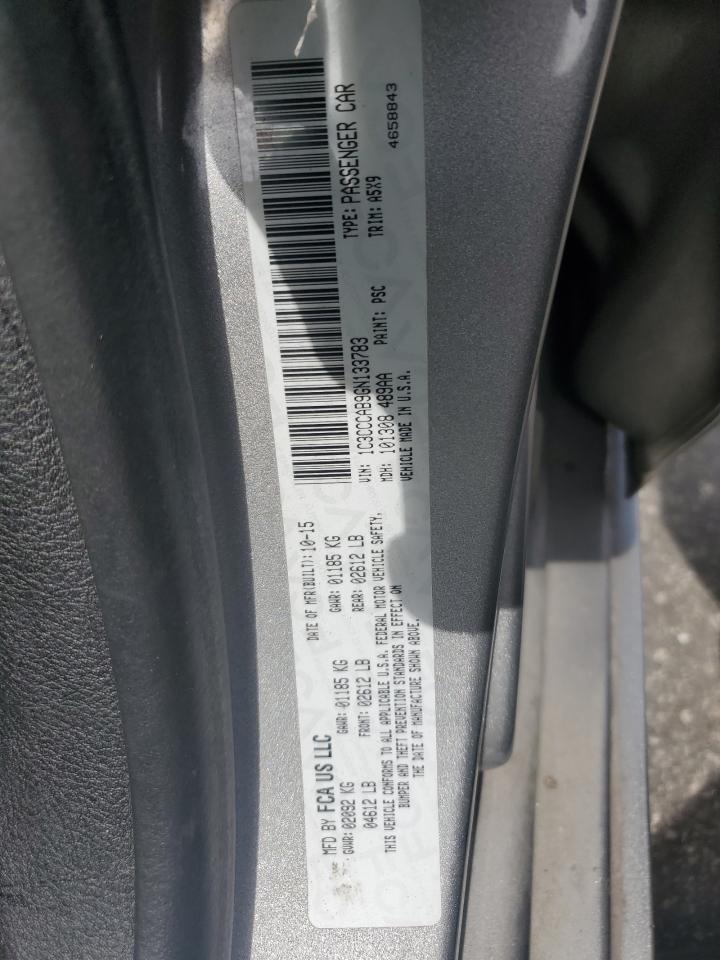 MFD BY FCA US LLC
DATE OF MFR(BUILT): 10-15
GVWR: 02092 KG
GAWR: 01185 KG
GAWR: 01185 KG
04612 LB
FRONT: 02612 LB
REAR: 02612 LB
THIS VEHICLE CONFORMS TO ALL APPLICABLE U.S.A. FEDERAL MOTOR VEHICLE SAFETY,
BUMPER AND THEFT PREVENTION STANDARDS IN EFFECT ON
THE DATE OF MANUFACTURE SHOWN ABOVE.
VIN: 1C3CCCAB9GN133783
TYPE: PASSENGER CAR
MDH: 101308 489AA
PAINT: PSC
TRIM: A5X9
VEHICLE MADE IN U.S.A.
4658843